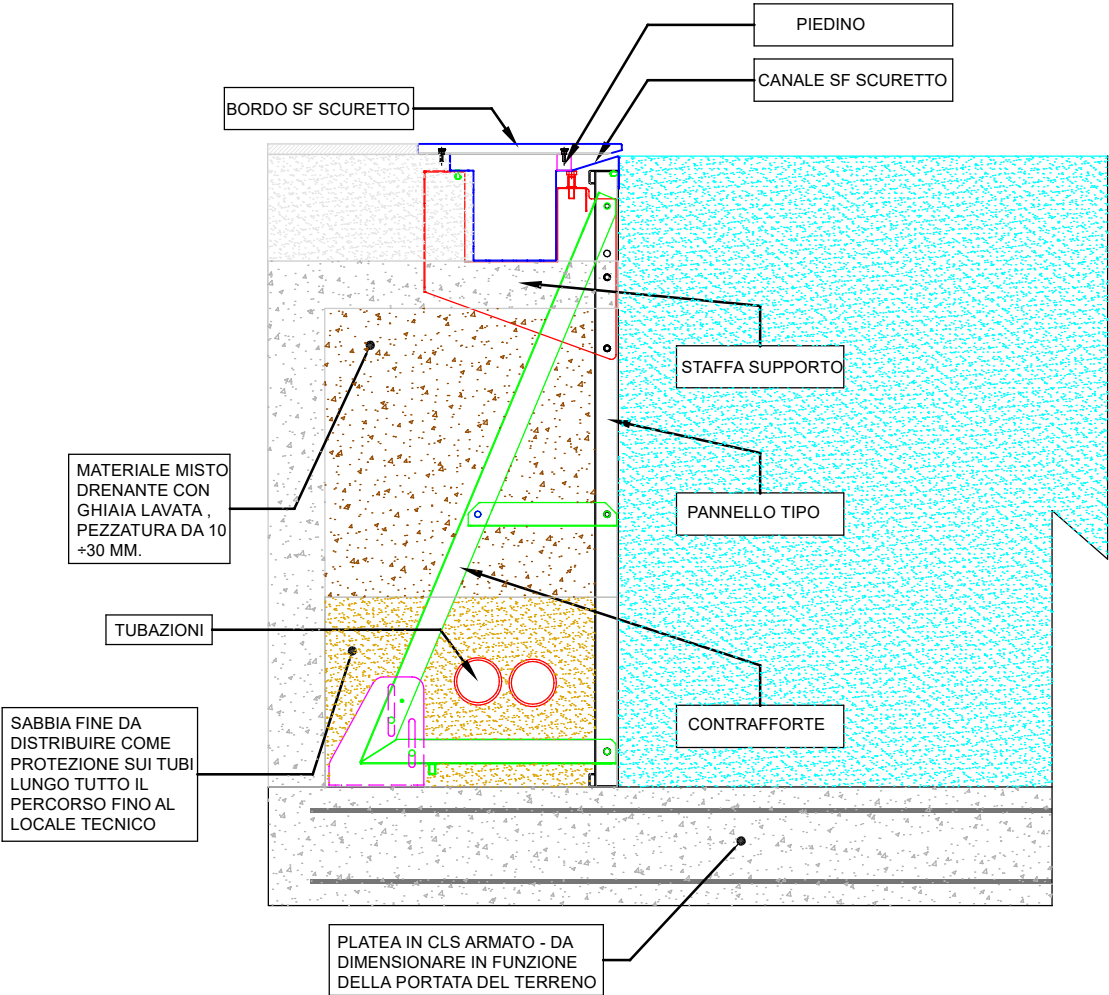 PIEDINO
CANALE SF SCURETTO
BORDO SF SCURETTO
STAFFA SUPPORTO
MATERIALE MISTO
DRENANTE CON
GHIAIA LAVATA ,
PEZZATURA DA 10
÷30 MM.
PANNELLO TIPO
TUBAZIONI
CONTRAFFORTE
SABBIA FINE DA
DISTRIBUIRE COME
PROTEZIONE SUI TUBI
LUNGO TUTTO IL
PERCORSO FINO AL
LOCALE TECNICO
PLATEA IN CLS ARMATO - DA
DIMENSIONARE IN FUNZIONE
DELLA PORTATA DEL TERRENO